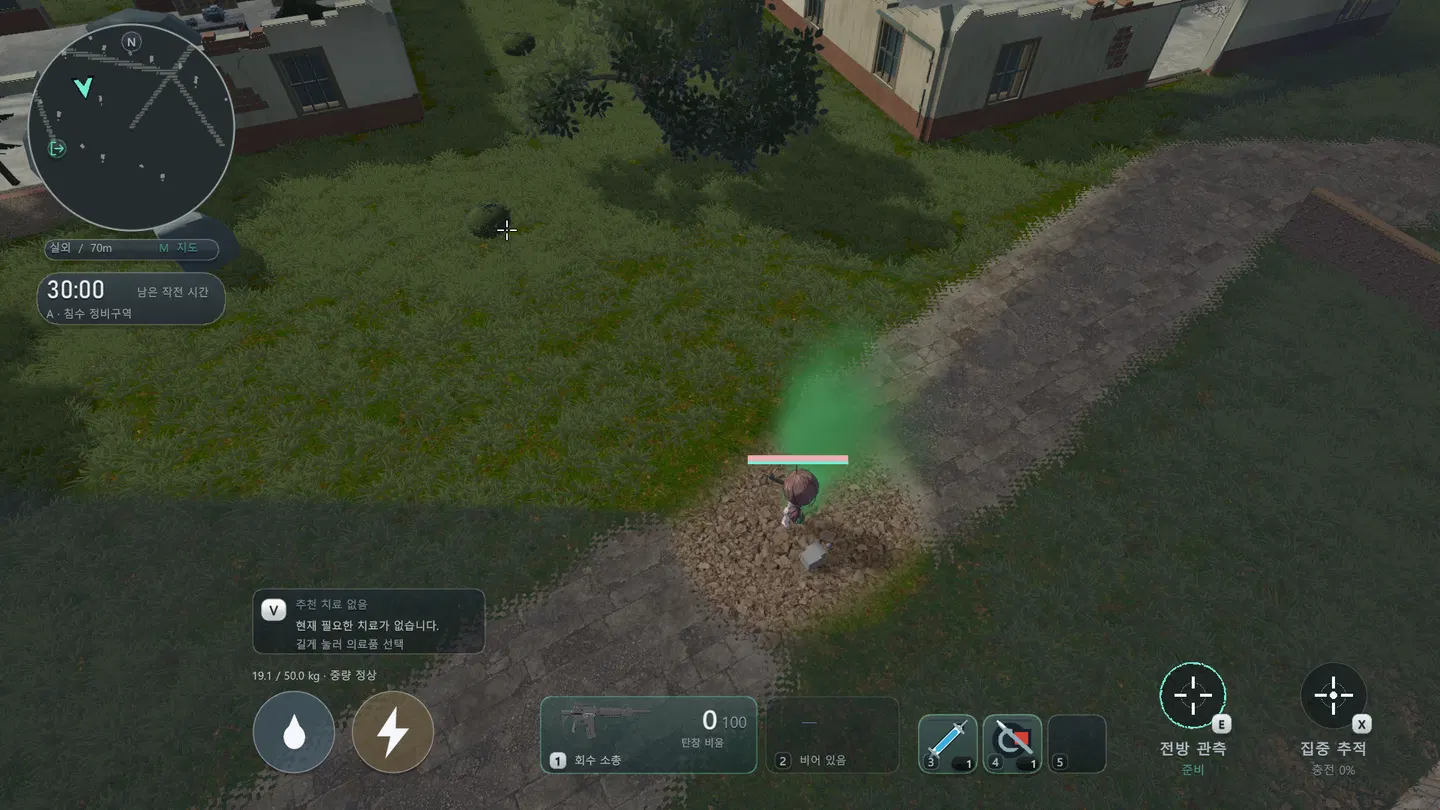 N
실외 / 70m M 지도
30:00 남은 작전 시간
A · 침수 정비구역
V 추천 치료 없음
현재 필요한 치료가 없습니다.
길게 눌러 의료품 선택
19.1 / 50.0 kg · 중량 정상
0 100
탄창 비움
1 회수 소총
2 비어 있음
3 1
4 1
5
E
전방 관측
준비
X
집중 추적
충전 0%